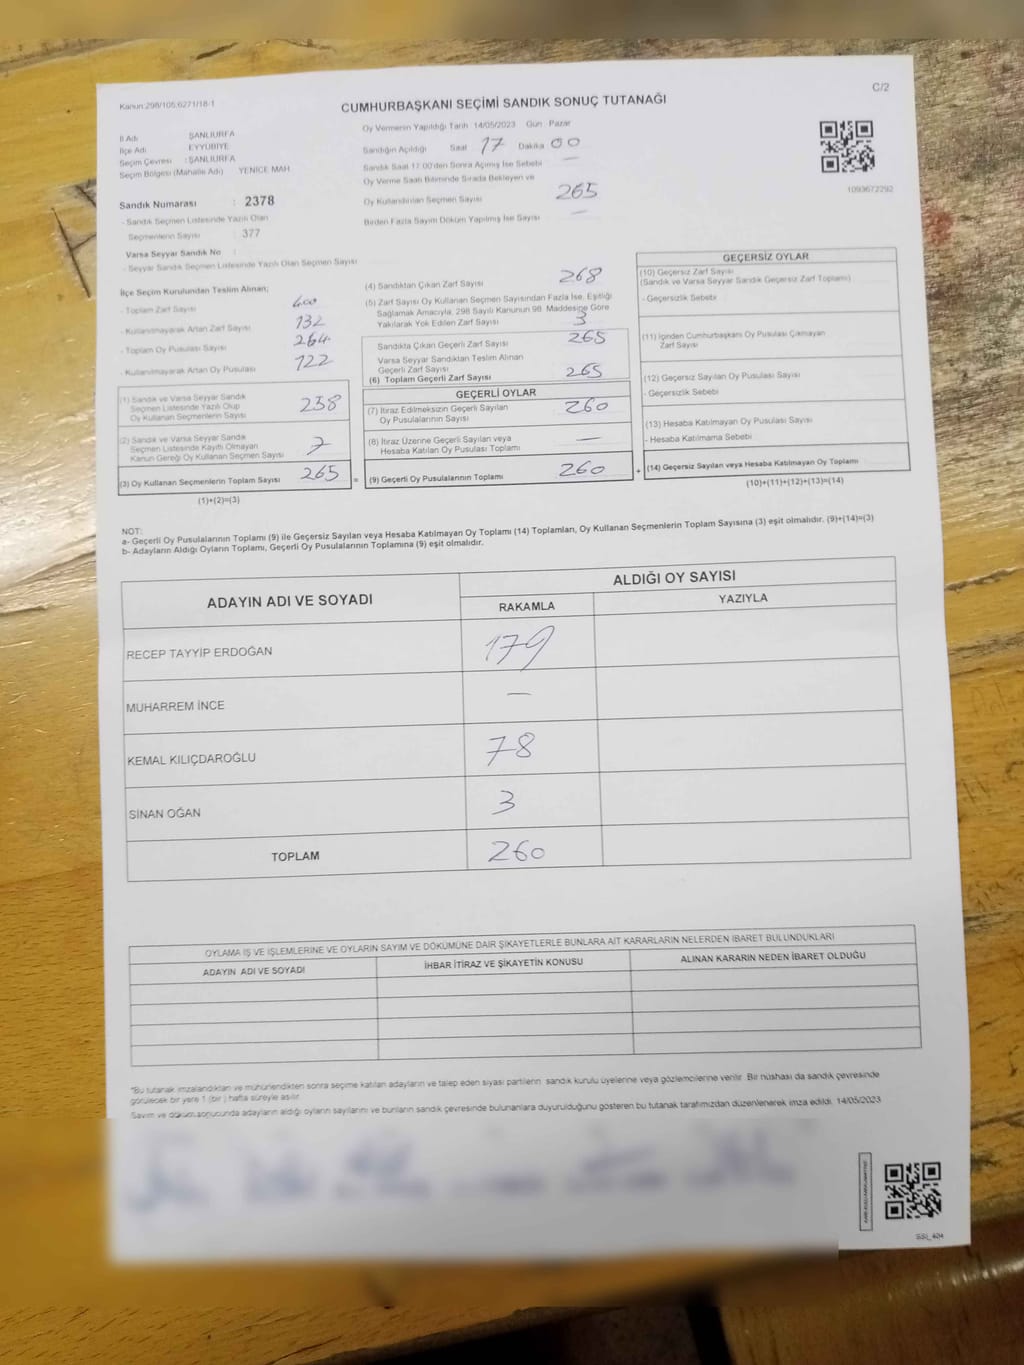 Kanun:298/105;6271/18-1
C/2
CUMHURBAŞKANI SEÇİMİ SANDIK SONUÇ TUTANAĞI
İl Adı ŞANLIURFA
İlçe Adı EYYÜBİYE
Seçim Çevresi : ŞANLIURFA
Seçim Bölgesi (Mahalle Adı) YENİCE MAH
Sandık Numarası : 2378
- Sandık Seçmen Listesinde Yazılı Olan
Seçmenlerin Sayısı : 377
Varsa Seyyar Sandık No :
- Seyyar Sandık Seçmen Listesinde Yazılı Olan Seçmen Sayısı
Oy Vermenin Yapıldığı Tarih 14/05/2023 Gün : Pazar
Sandığın Açıldığı Saat 17 Dakika 00
Sandık Saat 17:00'den Sonra Açılmış İse Sebebi —
Oy Verme Saati Bitiminde Sırada Bekleyen ve
Oy Kullandırılan Seçmen Sayısı 265
Birden Fazla Sayım Döküm Yapılmış İse Sayısı —
1093672292
İlçe Seçim Kurulundan Teslim Alınan;
- Toplam Zarf Sayısı 400
- Kullanılmayarak Artan Zarf Sayısı 132
- Toplam Oy Pusulası Sayısı 264
- Kullanılmayarak Artan Oy Pusulası 122
(1) Sandık ve Varsa Seyyar Sandık
Seçmen Listesinde Yazılı Olup
Oy Kullanan Seçmenlerin Sayısı 258
(2) Sandık ve Varsa Seyyar Sandık
Seçmen Listesinde Kayıtlı Olmayan
Kanun Gereği Oy Kullanan Seçmen Sayısı 7
(3) Oy Kullanan Seçmenlerin Toplam Sayısı 265
(1)+(2)=(3)
(4) Sandıktan Çıkan Zarf Sayısı 268
(5) Zarf Sayısı Oy Kullanan Seçmen Sayısından Fazla İse, Eşitliği
Sağlamak Amacıyla, 298 Sayılı Kanunun 98. Maddesine Göre
Yakılarak Yok Edilen Zarf Sayısı 3
Sandıkta Çıkan Geçerli Zarf Sayısı 265
Varsa Seyyar Sandıktan Teslim Alınan
Geçerli Zarf Sayısı
(6) Toplam Geçerli Zarf Sayısı 265
GEÇERLİ OYLAR
(7) İtiraz Edilmeksizin Geçerli Sayılan
Oy Pusulalarının Sayısı 260
(8) İtiraz Üzerine Geçerli Sayılan veya
Hesaba Katılan Oy Pusulası Toplamı —
= (9) Geçerli Oy Pusulalarının Toplamı 260
GEÇERSİZ OYLAR
(10) Geçersiz Zarf Sayısı
(Sandık ve Varsa Seyyar Sandık Geçersiz Zarf Toplamı)
- Geçersizlik Sebebi
(11) İçinden Cumhurbaşkanı Oy Pusulası Çıkmayan
Zarf Sayısı
(12) Geçersiz Sayılan Oy Pusulası Sayısı
- Geçersizlik Sebebi
(13) Hesaba Katılmayan Oy Pusulası Sayısı
- Hesaba Katılmama Sebebi
+ (14) Geçersiz Sayılan veya Hesaba Katılmayan Oy Toplamı
(10)+(11)+(12)+(13)=(14)
NOT:
a- Geçerli Oy Pusulalarının Toplamı (9) ile Geçersiz Sayılan veya Hesaba Katılmayan Oy Toplamı (14) Toplamları, Oy Kullanan Seçmenlerin Toplam Sayısına (3) eşit olmalıdır. (9)+(14)=(3)
b- Adayların Aldığı Oyların Toplamı, Geçerli Oy Pusulalarının Toplamına (9) eşit olmalıdır.
ADAYIN ADI VE SOYADI
ALDIĞI OY SAYISI
RAKAMLA YAZIYLA
RECEP TAYYİP ERDOĞAN 179
MUHARREM İNCE —
KEMAL KILIÇDAROĞLU 78
SİNAN OĞAN 3
TOPLAM 260
OYLAMA İŞ VE İŞLEMLERİNE VE OYLARIN SAYIM VE DÖKÜMÜNE DAİR ŞİKAYETLERLE BUNLARA AİT KARARLARIN NELERDEN İBARET BULUNDUKLARI
ADAYIN ADI VE SOYADI İHBAR İTİRAZ VE ŞİKAYETİN KONUSU ALINAN KARARIN NEDEN İBARET OLDUĞU
*Bu tutanak imzalandıktan ve mühürlendikten sonra seçime katılan adayların ve talep eden siyasi partilerin sandık kurulu üyelerine veya gözlemcilerine verilir. Bir nüshası da sandık çevresinde
görülecek bir yere 1 (bir ) hafta süreyle asılır.
Sayım ve döküm sonucunda adayların aldığı oyların sayılarını ve bunların sandık çevresinde bulunanlara duyurulduğunu gösteren bu tutanak tarafımızdan düzenlenerek imza edildi. 14/05/2023